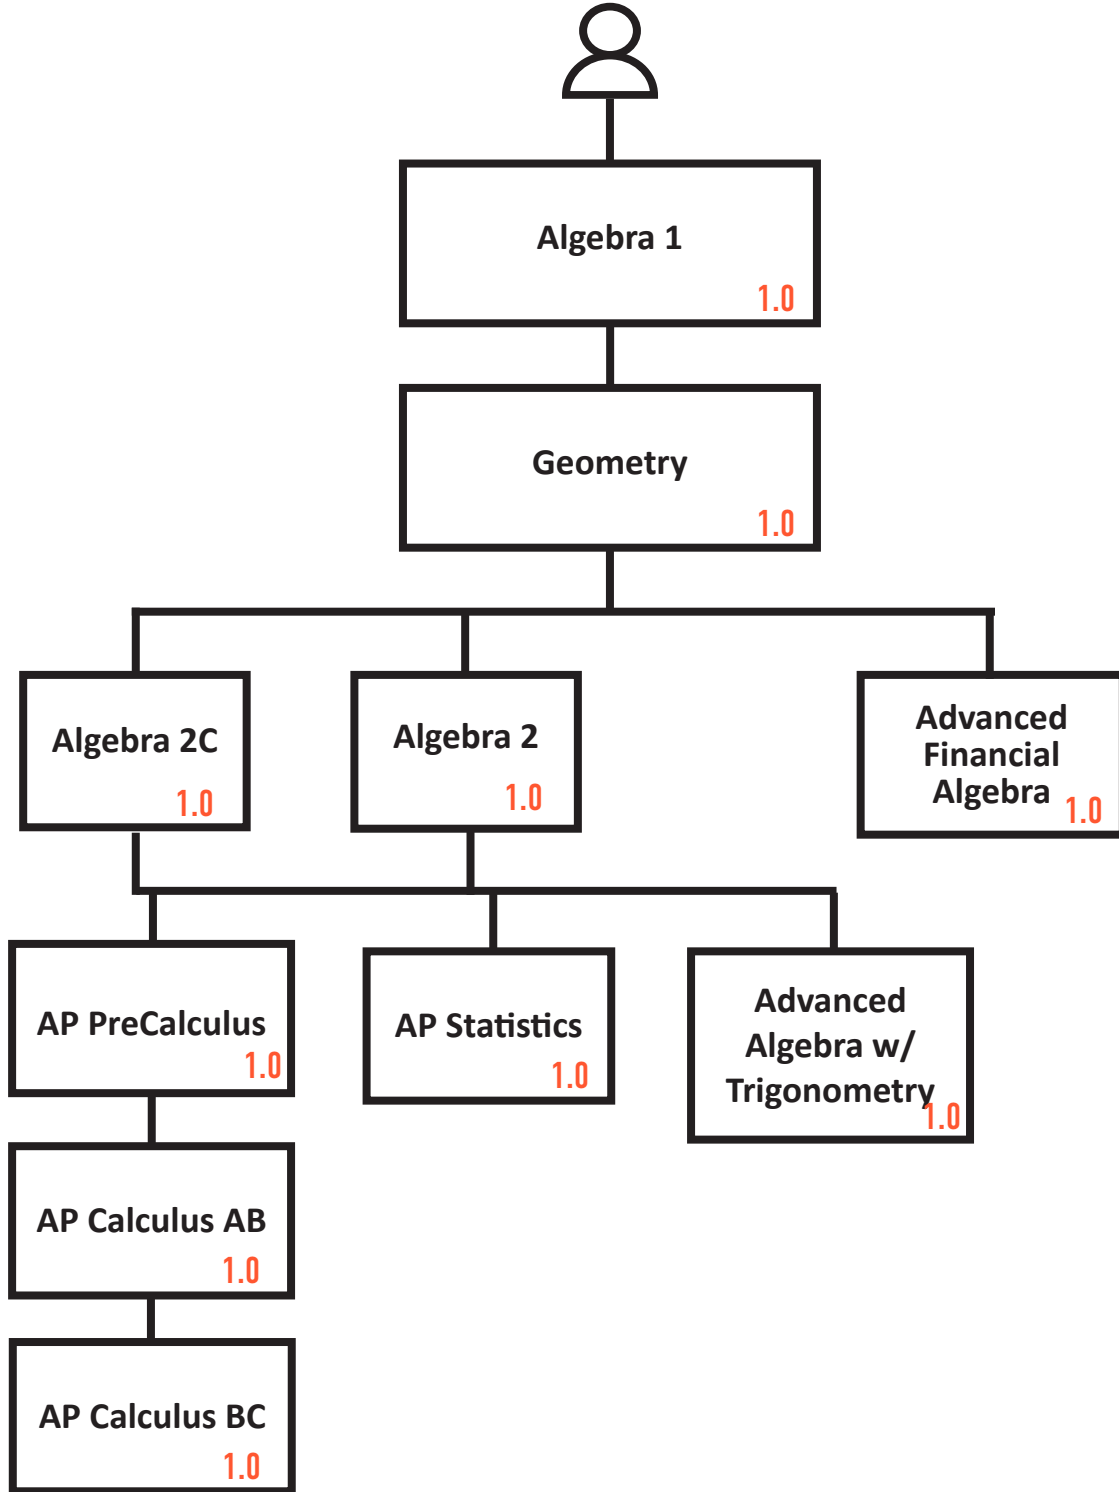 Algebra 1
1.0
Geometry
1.0
Algebra 2C
1.0
Algebra 2
1.0
Advanced
Financial
Algebra
1.0
AP PreCalculus
1.0
AP Statistics
1.0
Advanced
Algebra w/
Trigonometry
1.0
AP Calculus AB
1.0
AP Calculus BC
1.0